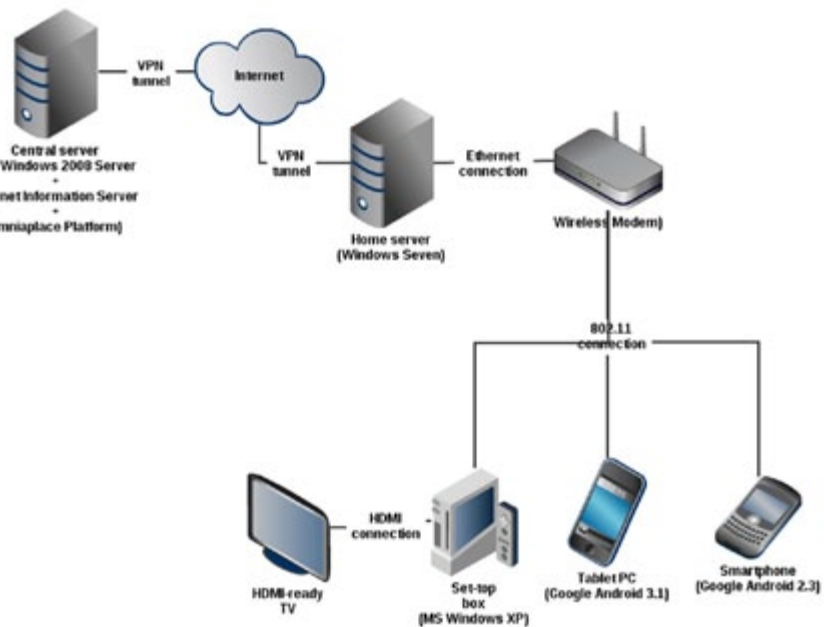 VPN
tunnel
Internet
Central server
Windows 2008 Server
+
net Information Server
+
mniaplace Platform)
VPN
tunnel
Ethernet
connection
Home server
(Windows Seven)
Wireless Modem)
802.11
connection
HDMI
connection
HDMI-ready
TV
Set-top
box
(MS Windows XP)
Tablet PC
(Google Android 3.1)
Smartphone
(Google Android 2.3)